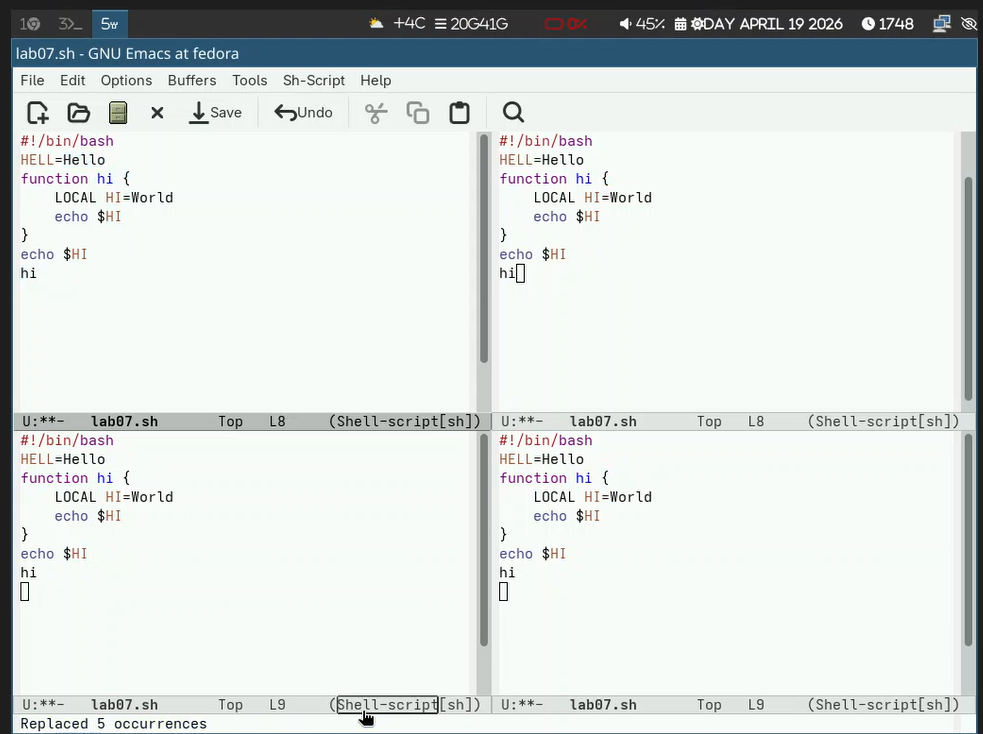 1 3 5 +4C 20G41G 0% 45% DAY APRIL 19 2026 1748
lab07.sh - GNU Emacs at fedora
File Edit Options Buffers Tools Sh-Script Help
Save Undo
#!/bin/bash
HELL=Hello
function hi {
    LOCAL HI=World
    echo $HI
}
echo $HI
hi
U:**- lab07.sh Top L8 (Shell-script[sh])
#!/bin/bash
HELL=Hello
function hi {
    LOCAL HI=World
    echo $HI
}
echo $HI
hi
U:**- lab07.sh Top L8 (Shell-script[sh])
#!/bin/bash
HELL=Hello
function hi {
    LOCAL HI=World
    echo $HI
}
echo $HI
hi
U:**- lab07.sh Top L9 (Shell-script[sh])
#!/bin/bash
HELL=Hello
function hi {
    LOCAL HI=World
    echo $HI
}
echo $HI
hi
U:**- lab07.sh Top L9 (Shell-script[sh])
Replaced 5 occurrences